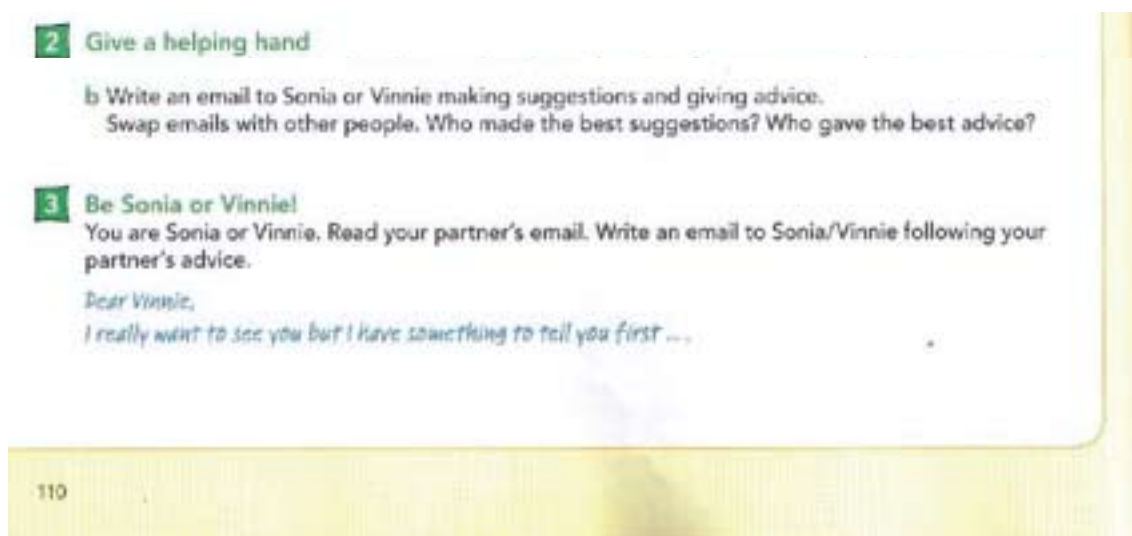 2 Give a helping hand
b Write an email to Sonia or Vinnie making suggestions and giving advice.
Swap emails with other people. Who made the best suggestions? Who gave the best advice?
3 Be Sonia or Vinnie!
You are Sonia or Vinnie. Read your partner's email. Write an email to Sonia/Vinnie following your
partner's advice.
Dear Vinnie,
I really want to see you but I have something to tell you first ....
110